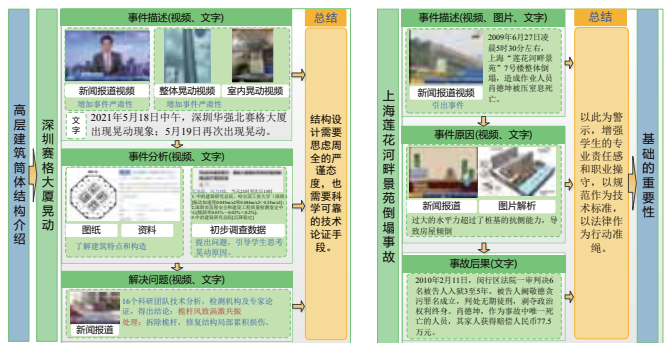 高层建筑筒体结构介绍
深圳赛格大厦晃动
事件描述(视频、文字)
新闻报道视频
增加事件严肃性
整体晃动视频
室内晃动视频
增加事件严肃性
文字
2021年5月18日中午，深圳华强北赛格大厦
出现晃动现象；5月19日再次出现晃动。
事件分析(视频、文字)
图纸
资料
了解建筑特点和构造
初步调查数据
提出问题，引导学生思考
晃动原因。
解决问题(视频、文字)
新闻报道
16个科研团队技术分析，检测机构及专家论
证，得出结论：桅杆风致涡激共振
处理：拆除桅杆，修复结构局部累积损伤。
总结
结构设
计需要
思虑周
全的严
谨态
度，也
需要科
学可靠
的技术
论证手
段。
上海莲花河畔景苑倒塌事故
事件描述(视频、图片、文字)
新闻报道视频
引出事件
2009年6月27日凌
晨5时30分左右，
上海“莲花河畔景
苑”7号楼整体倒
塌，造成作业人员
肖德坤被压窒息死
亡。
事件原因(视频、文字)
新闻报道
图片解析
过大的水平力超过了桩基的抗侧能力，导
致房屋倾倒
事故后果(文字)
2010年2月11日，闵行区法院一审判决6
名被告人入狱3至5年。被告人阙敬德贪
污罪名成立，判处无期徒刑，剥夺政治
权利终身。肖德坤，作为事故中唯一死
亡的人员，其家人获得赔偿人民币77.5
万元。
总结
以此为警
示，增强
学生的专
业责任感
和职业操
守，以规
范作为技
术标准，
以法律作
为行动准
绳。
基础的重要性